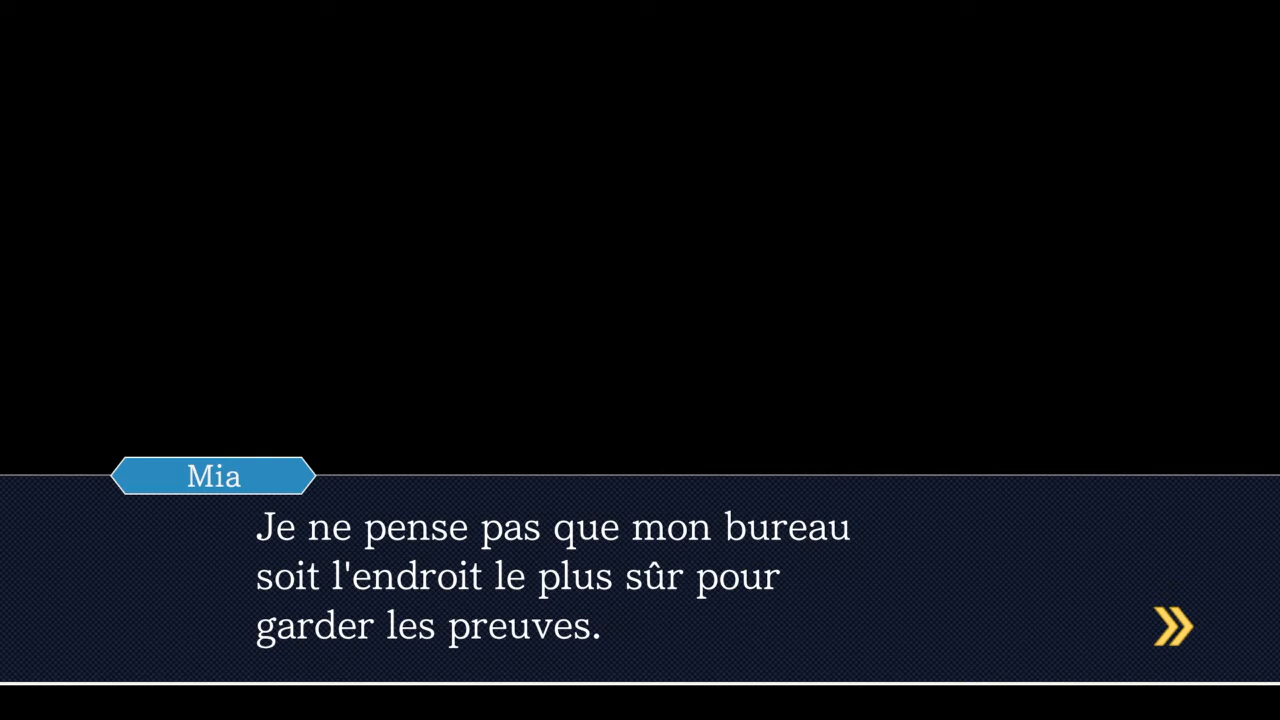 Mia
Je ne pense pas que mon bureau
soit l'endroit le plus sûr pour
garder les preuves.